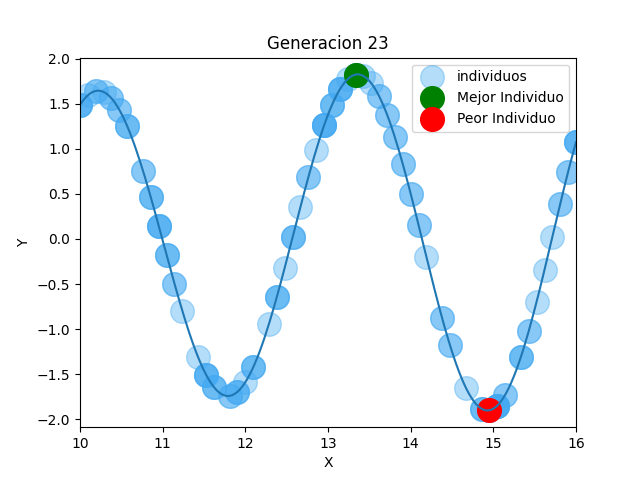 Generacion 23
individuos
Mejor Individuo
Peor Individuo
2.0
1.5
1.0
0.5
0.0
−0.5
−1.0
−1.5
−2.0
Y
10 11 12 13 14 15 16
X